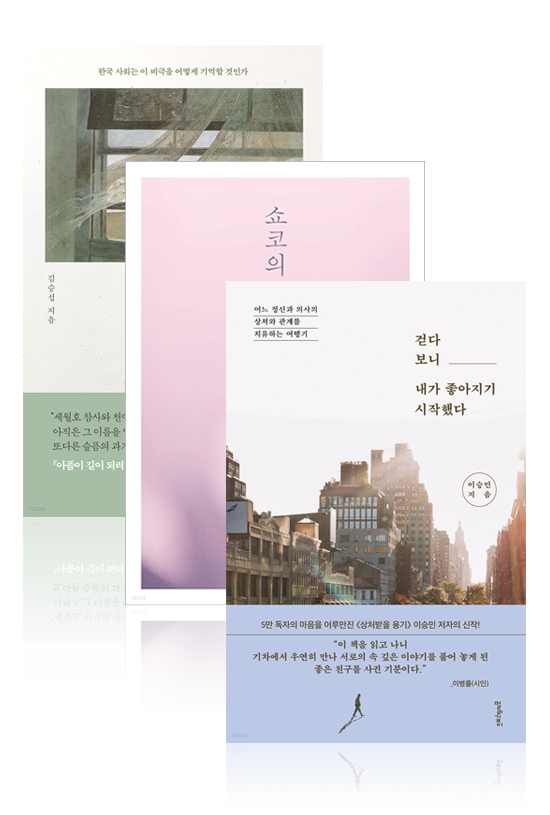 한국 사회는 이 비극을 어떻게 기억할 것인가
김승섭 지음
"세월호 참사와 천안
아직은 그 이름을
또다른 슬픔의 과거
『아픔이 길이 되려
쇼코의
어느 정신과 의사의
상처와 관계를
치유하는 여행기
걷다
보니
내가 좋아지기
시작했다
이승민
지음
5만 독자의 마음을 어루만진 《상처받을 용기》 이승민 저자의 신작!
"이 책을 읽고 나니
기차에서 우연히 만나 서로의 속 깊은 이야기를 풀어 놓게 된
좋은 친구를 사귄 기분이다."
_이병률(시인)